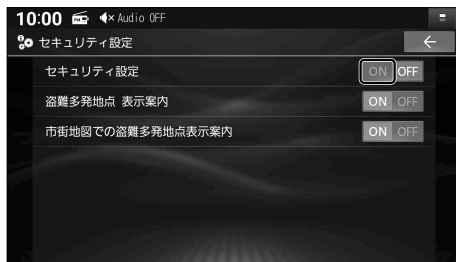 10:00 Audio OFF
セキュリティ設定
セキュリティ設定 ON OFF
盗難多発地点 表示案内 ON OFF
市街地図での盗難多発地点表示案内 ON OFF